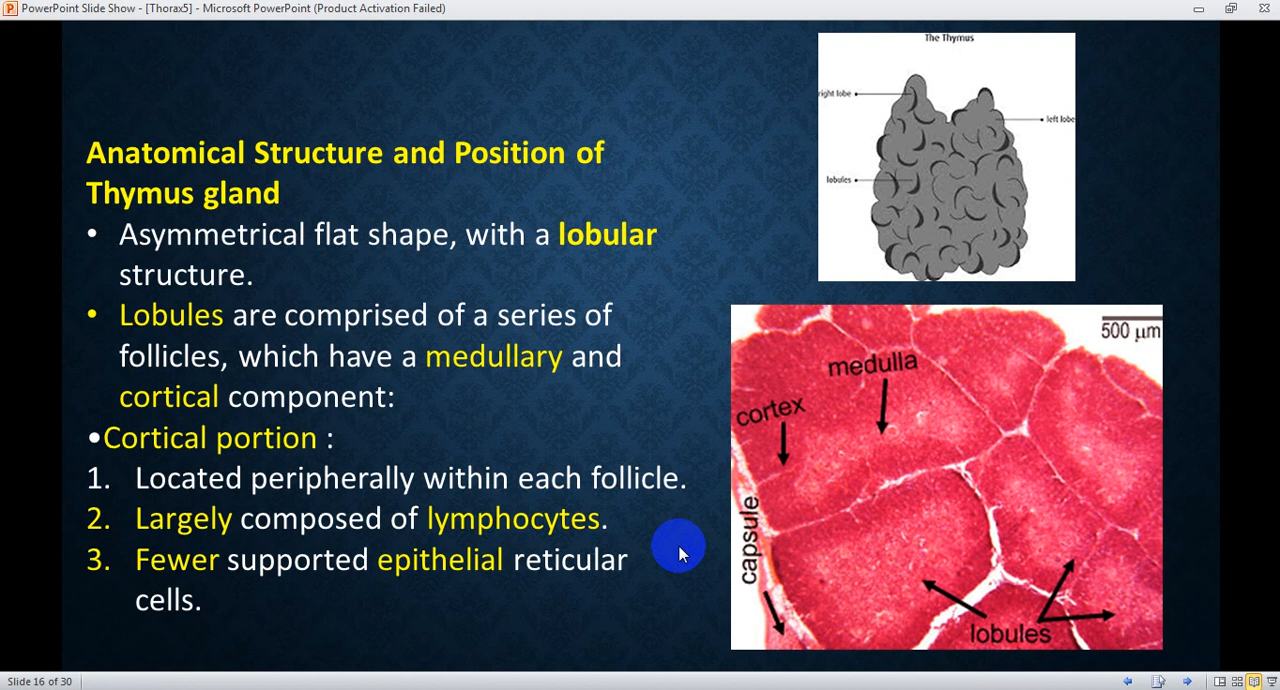 PowerPoint Slide Show - [Thorax5] - Microsoft PowerPoint (Product Activation Failed)
The Thymus
right lobe
left lobe
lobules
Anatomical Structure and Position of
Thymus gland
• Asymmetrical flat shape, with a lobular
structure.
• Lobules are comprised of a series of
follicles, which have a medullary and
cortical component:
•Cortical portion :
1. Located peripherally within each follicle.
2. Largely composed of lymphocytes.
3. Fewer supported epithelial reticular
cells.
500 µm
medulla
cortex
capsule
lobules
Slide 16 of 30